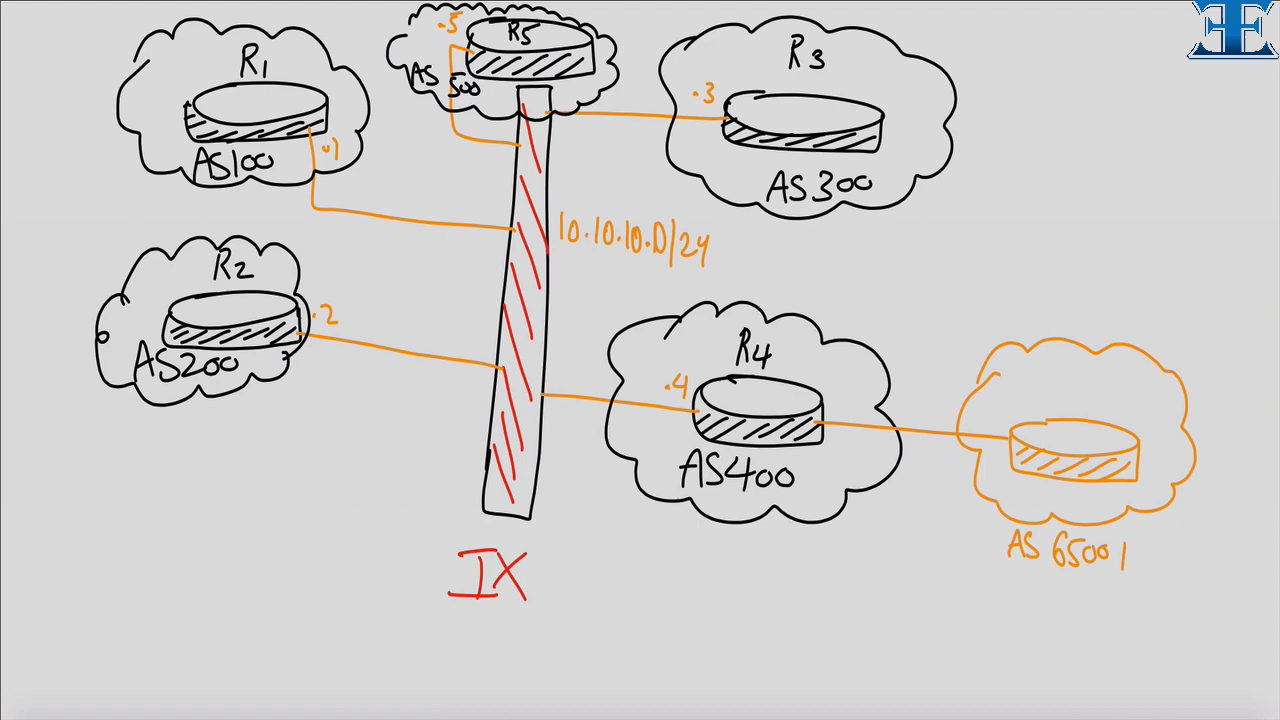 R1
.1
AS100
.5
R5
AS 500
R3
.3
AS300
10.10.10.0/24
R2
.2
AS200
R4
.4
AS400
AS 65001
IX